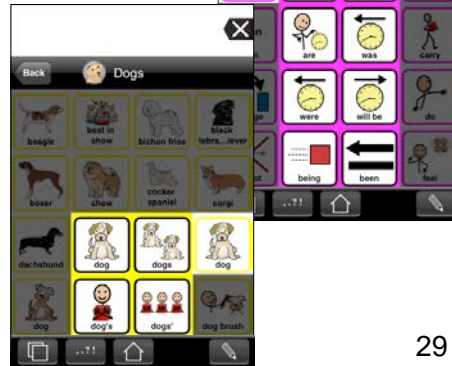 Back
Dogs
beagle
best in show
bichon frise
black labra...iever
boxer
chow
cocker spaniel
corgi
dachshund
dog
dogs
dog
dog
dog's
dogs'
dog brush
..?!
are
was
carry
were
will be
do
being
been
feel
..?!
29